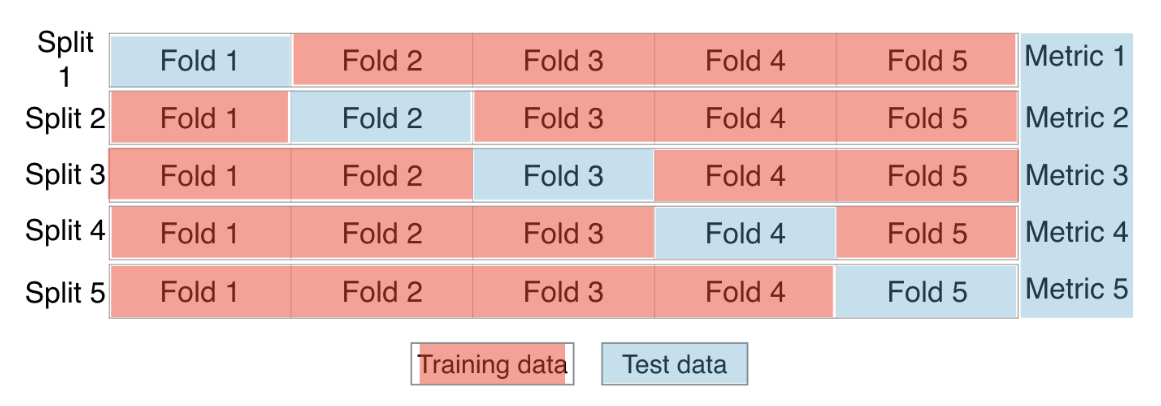 Split
1
Fold 1 Fold 2 Fold 3 Fold 4 Fold 5 Metric 1
Split 2 Fold 1 Fold 2 Fold 3 Fold 4 Fold 5 Metric 2
Split 3 Fold 1 Fold 2 Fold 3 Fold 4 Fold 5 Metric 3
Split 4 Fold 1 Fold 2 Fold 3 Fold 4 Fold 5 Metric 4
Split 5 Fold 1 Fold 2 Fold 3 Fold 4 Fold 5 Metric 5
Training data Test data